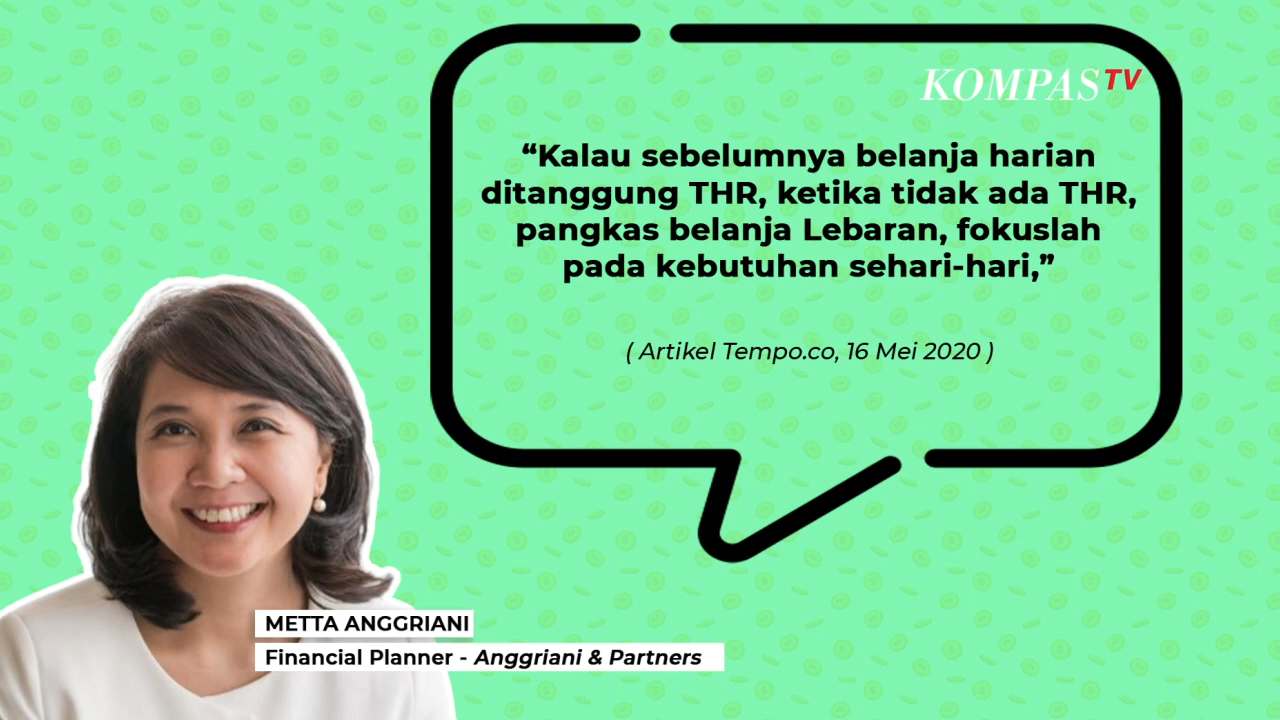 KOMPASTV
“Kalau sebelumnya belanja harian
ditanggung THR, ketika tidak ada THR,
pangkas belanja Lebaran, fokuslah
pada kebutuhan sehari-hari,”
( Artikel Tempo.co, 16 Mei 2020 )
METTA ANGGRIANI
Financial Planner - Anggriani & Partners